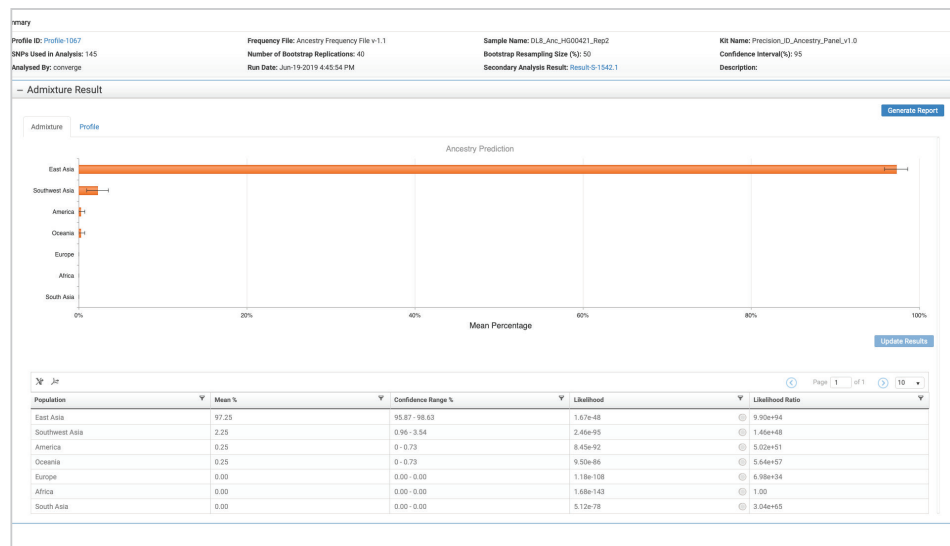 mmary
Profile ID: Profile-1067 Frequency File: Ancestry Frequency File v-1.1 Sample Name: DL8_Anc_HG00421_Rep2 Kit Name: Precision_ID_Ancestry_Panel_v1.0
SNPs Used in Analysis: 145 Number of Bootstrap Replications: 40 Bootstrap Resampling Size (%): 50 Confidence Interval(%): 95
Analysed By: converge Run Date: Jun-19-2019 4:45:54 PM Secondary Analysis Result: Result-S-1542.1 Description:
– Admixture Result
Generate Report
Admixture Profile
Ancestry Prediction
East Asia
Southwest Asia
America
Oceania
Europe
Africa
South Asia
0% 20% 40% 60% 80% 100%
Mean Percentage
Update Results
Page 1 of 1 10
Population Mean % Confidence Range % Likelihood Likelihood Ratio
East Asia 97.25 95.87 - 98.63 1.67e-48 9.90e+94
Southwest Asia 2.25 0.96 - 3.54 2.46e-95 1.46e+48
America 0.25 0 - 0.73 8.45e-92 5.02e+51
Oceania 0.25 0 - 0.73 9.50e-86 5.64e+57
Europe 0.00 0.00 - 0.00 1.18e-108 6.98e+34
Africa 0.00 0.00 - 0.00 1.68e-143 1.00
South Asia 0.00 0.00 - 0.00 5.12e-78 3.04e+65